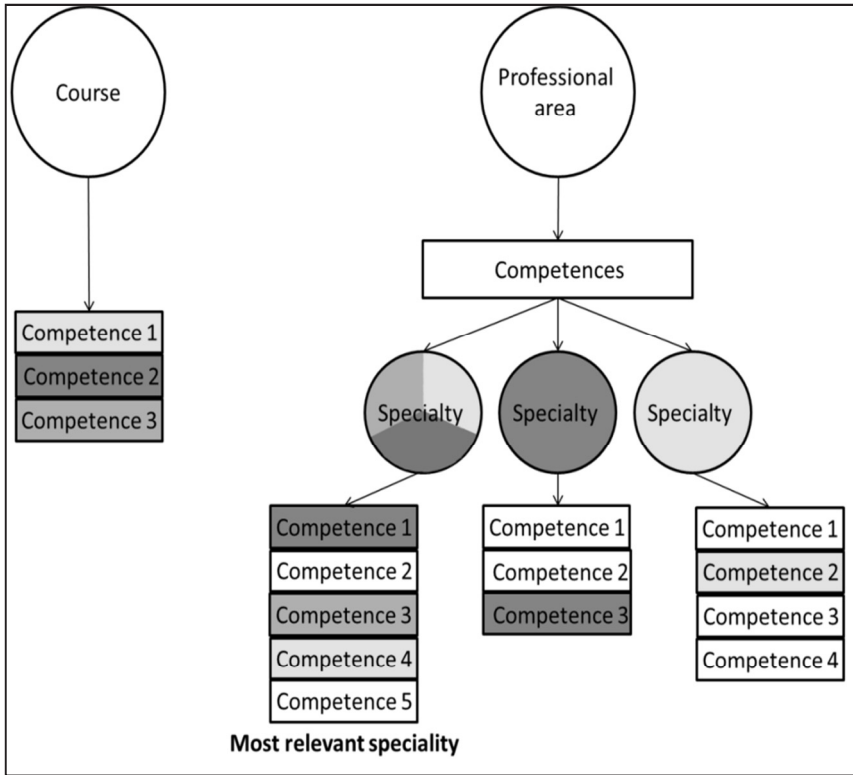 Course
Professional
area
Competences
Competence 1
Competence 2
Competence 3
Specialty
Specialty
Specialty
Competence 1
Competence 2
Competence 3
Competence 4
Competence 5
Competence 1
Competence 2
Competence 3
Competence 1
Competence 2
Competence 3
Competence 4
Most relevant speciality